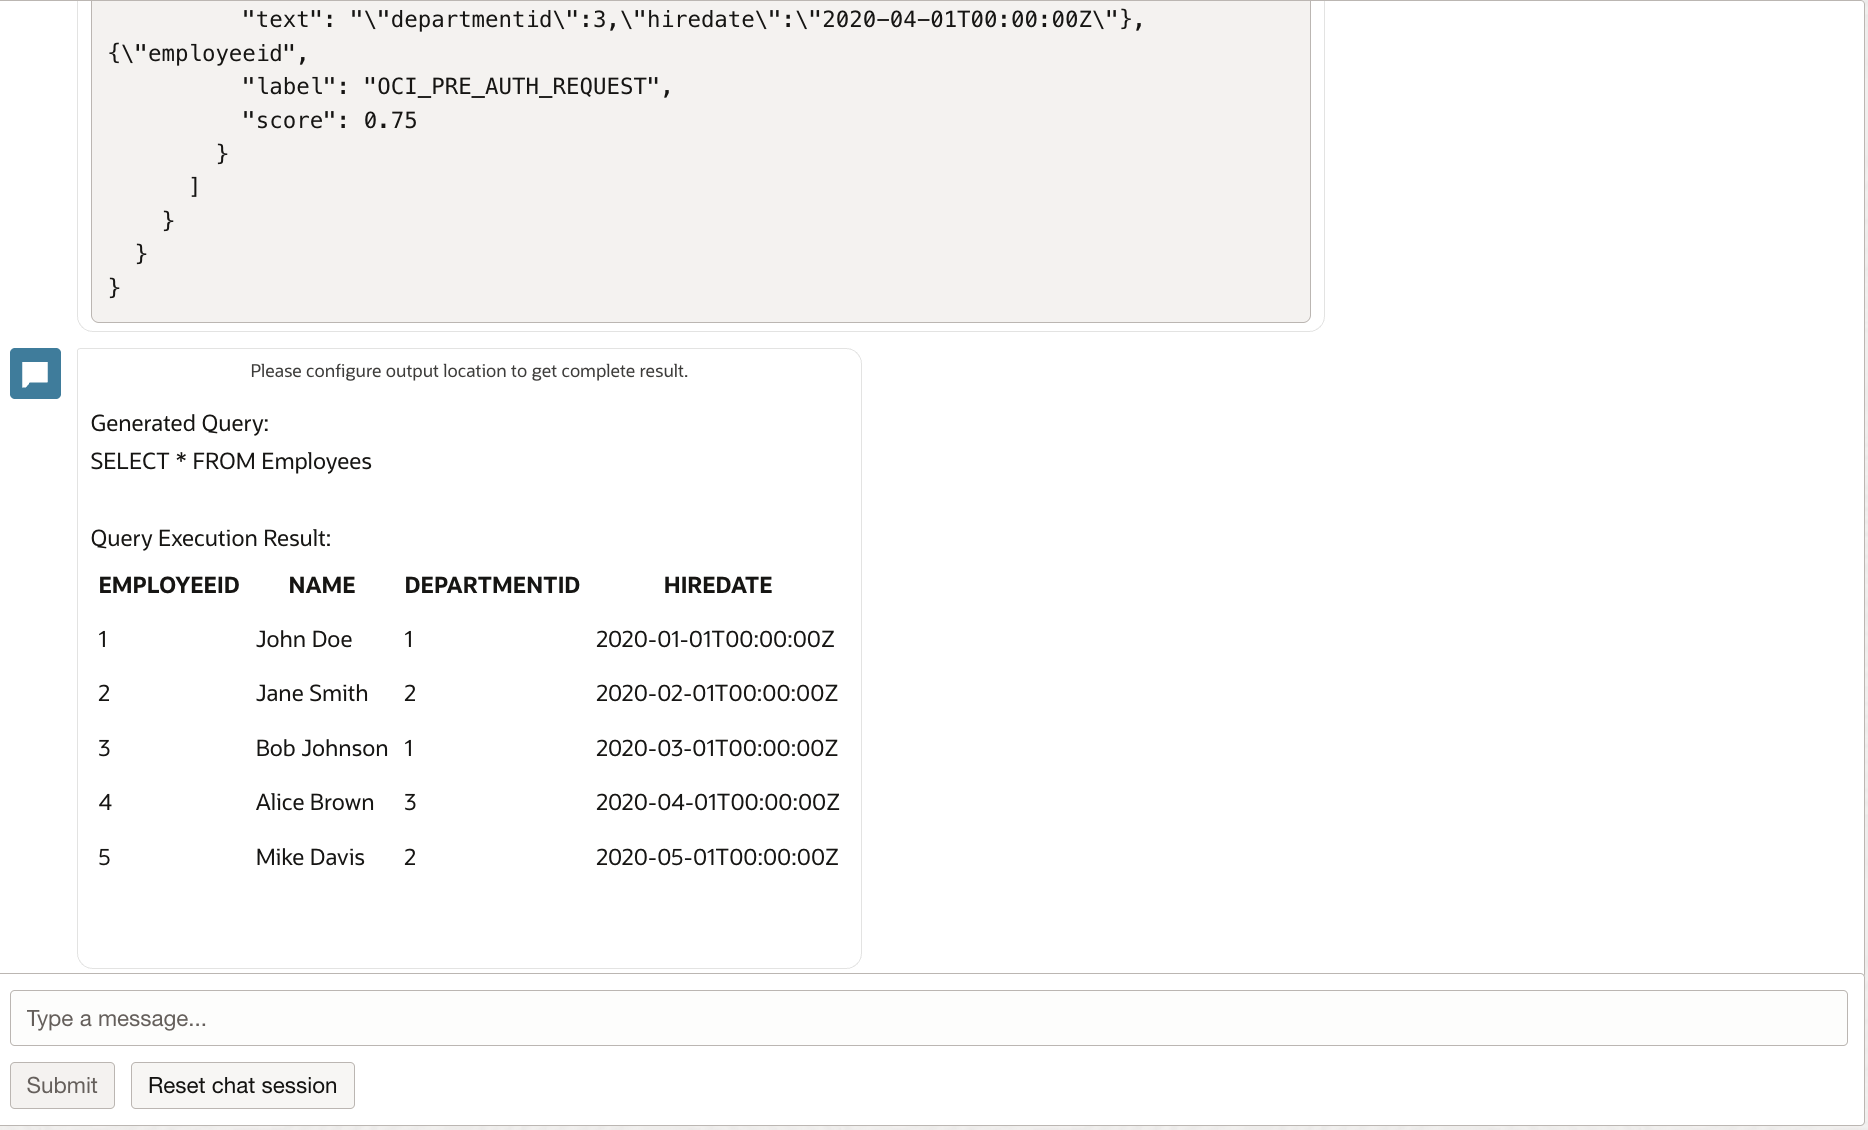 "text": "\"departmentid\":3,\"hiredate\":\"2020-04-01T00:00:00Z\"},
{\"employeeid",
"label": "OCI_PRE_AUTH_REQUEST",
"score": 0.75
}
]
}
}
}
Please configure output location to get complete result.
Generated Query:
SELECT * FROM Employees
Query Execution Result:
EMPLOYEEID NAME DEPARTMENTID HIREDATE
1 John Doe 1 2020-01-01T00:00:00Z
2 Jane Smith 2 2020-02-01T00:00:00Z
3 Bob Johnson 1 2020-03-01T00:00:00Z
4 Alice Brown 3 2020-04-01T00:00:00Z
5 Mike Davis 2 2020-05-01T00:00:00Z
Type a message...
Submit Reset chat session